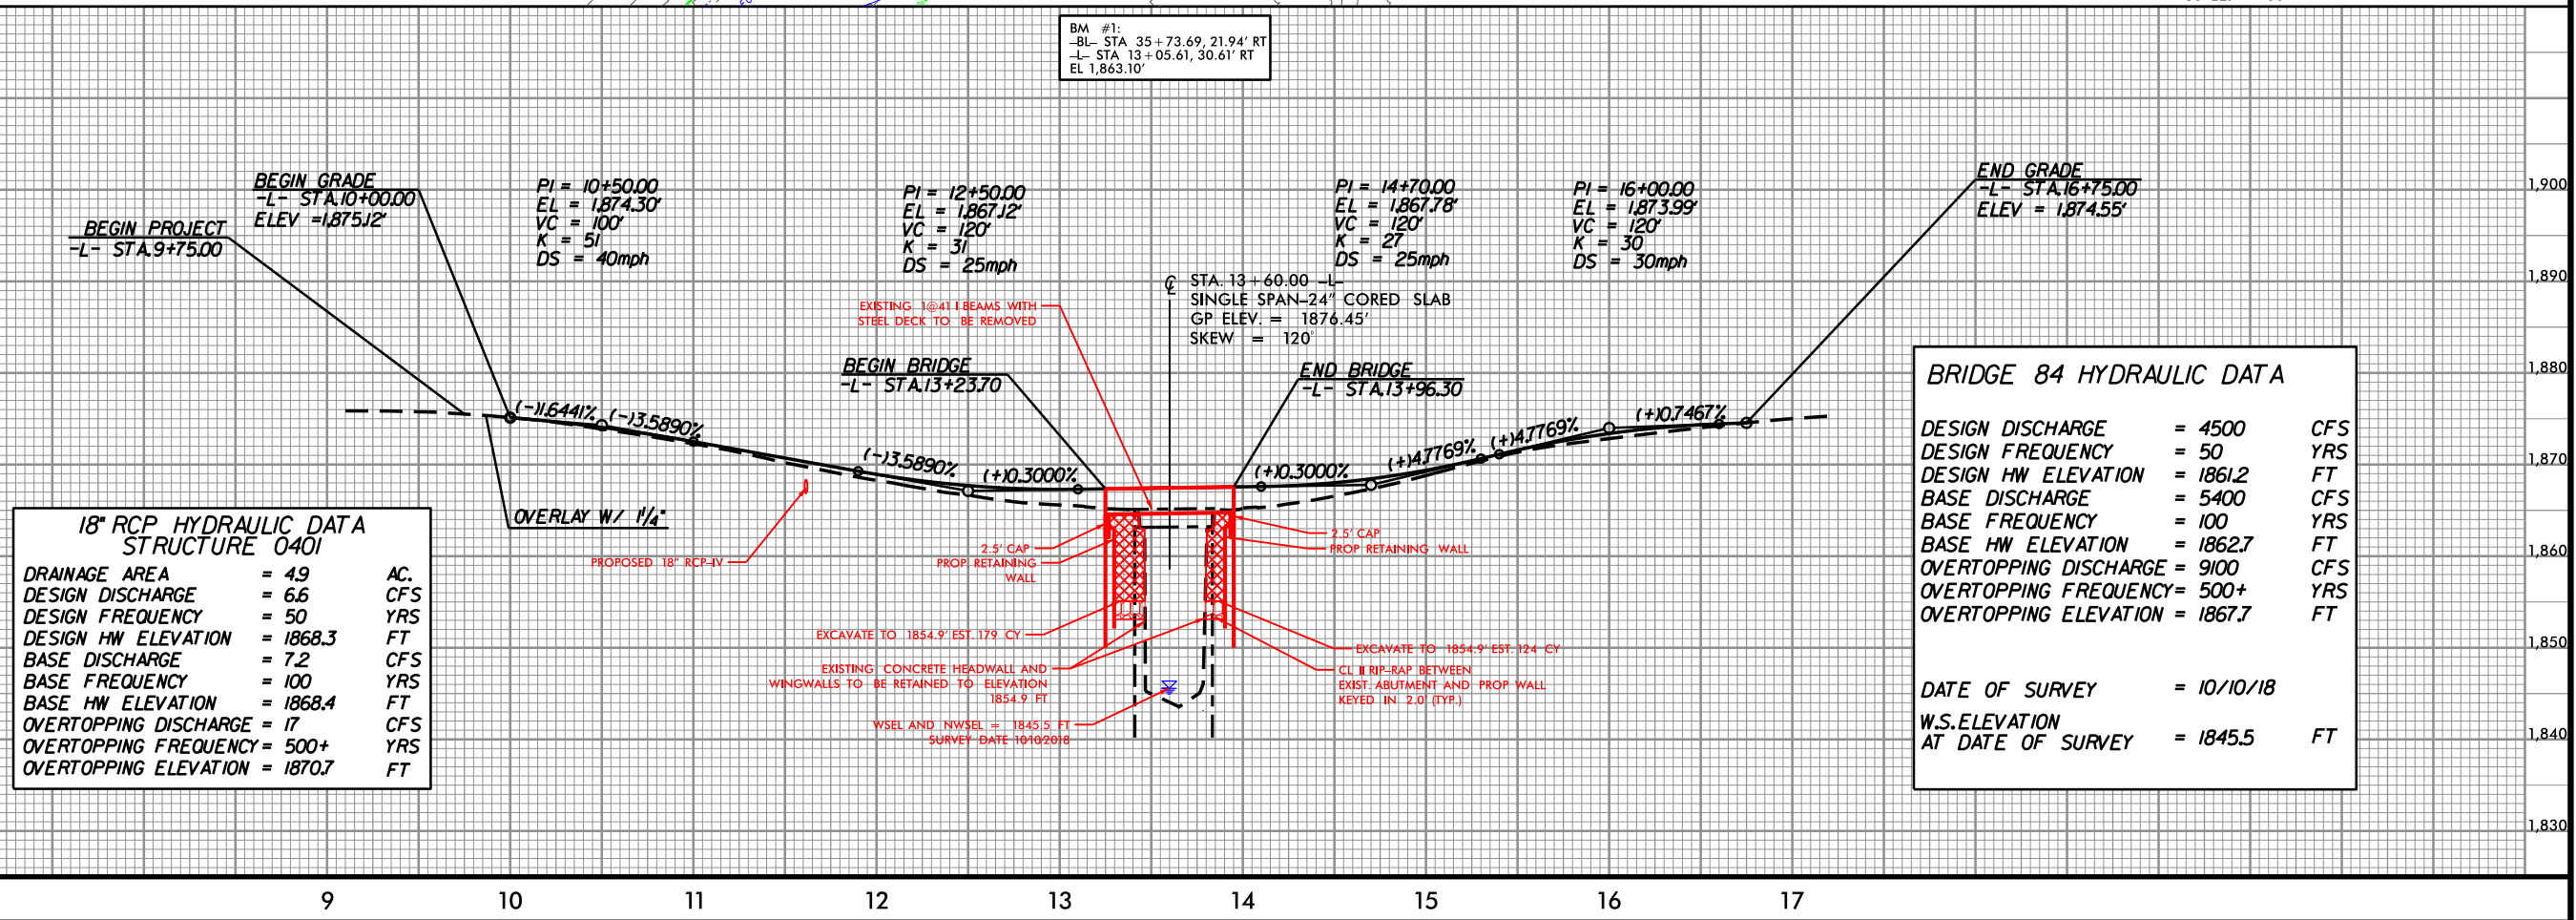 BM #1:
-BL- STA 35+73.69, 21.94' RT
-L- STA 13+05.61, 30.61' RT
EL 1,863.10'
BEGIN GRADE
-L- STA.10+00.00
ELEV =1,875.12'
BEGIN PROJECT
-L- STA.9+75.00
PI = 10+50.00
EL = 1,874.30'
VC = 100'
K = 51
DS = 40mph
PI = 12+50.00
EL = 1,867.12'
VC = 120'
K = 31
DS = 25mph
PI = 14+70.00
EL = 1,867.78'
VC = 120'
K = 27
DS = 25mph
PI = 16+00.00
EL = 1,873.99'
VC = 120'
K = 30
DS = 30mph
END GRADE
-L- STA.16+75.00
ELEV = 1,874.55'
℄ STA. 13+60.00 -L-
SINGLE SPAN-24" CORED SLAB
GP ELEV. = 1876.45'
SKEW = 120°
EXISTING 1@41 I BEAMS WITH
STEEL DECK TO BE REMOVED
BEGIN BRIDGE
-L- STA.13+23.70
END BRIDGE
-L- STA.13+96.30
(-)1.6441%
(-)3.5890%
(-)3.5890%
(+)0.3000%
(+)0.3000%
(+)4.7769%
(+)4.7769%
(+)0.7467%
OVERLAY W/ 1¼"
PROPOSED 18" RCP-IV
2.5' CAP
PROP. RETAINING
WALL
2.5' CAP
PROP RETAINING WALL
EXCAVATE TO 1854.9' EST. 179 CY
EXISTING CONCRETE HEADWALL AND
WINGWALLS TO BE RETAINED TO ELEVATION
1854.9 FT
WSEL AND NWSEL = 1845.5 FT
SURVEY DATE 10/10/2018
EXCAVATE TO 1854.9' EST. 124 CY
CL II RIP-RAP BETWEEN
EXIST. ABUTMENT AND PROP WALL
KEYED IN 2.0' (TYP.)
18" RCP HYDRAULIC DATA
STRUCTURE 0401
DRAINAGE AREA = 4.9 AC.
DESIGN DISCHARGE = 6.6 CFS
DESIGN FREQUENCY = 50 YRS
DESIGN HW ELEVATION = 1868.3 FT
BASE DISCHARGE = 7.2 CFS
BASE FREQUENCY = 100 YRS
BASE HW ELEVATION = 1868.4 FT
OVERTOPPING DISCHARGE = 17 CFS
OVERTOPPING FREQUENCY = 500+ YRS
OVERTOPPING ELEVATION = 1870.7 FT
BRIDGE 84 HYDRAULIC DATA
DESIGN DISCHARGE = 4500 CFS
DESIGN FREQUENCY = 50 YRS
DESIGN HW ELEVATION = 1861.2 FT
BASE DISCHARGE = 5400 CFS
BASE FREQUENCY = 100 YRS
BASE HW ELEVATION = 1862.7 FT
OVERTOPPING DISCHARGE = 9100 CFS
OVERTOPPING FREQUENCY= 500+ YRS
OVERTOPPING ELEVATION = 1867.7 FT
DATE OF SURVEY = 10/10/18
W.S.ELEVATION
AT DATE OF SURVEY = 1845.5 FT
1,900
1,890
1,880
1,870
1,860
1,850
1,840
1,830
9 10 11 12 13 14 15 16 17